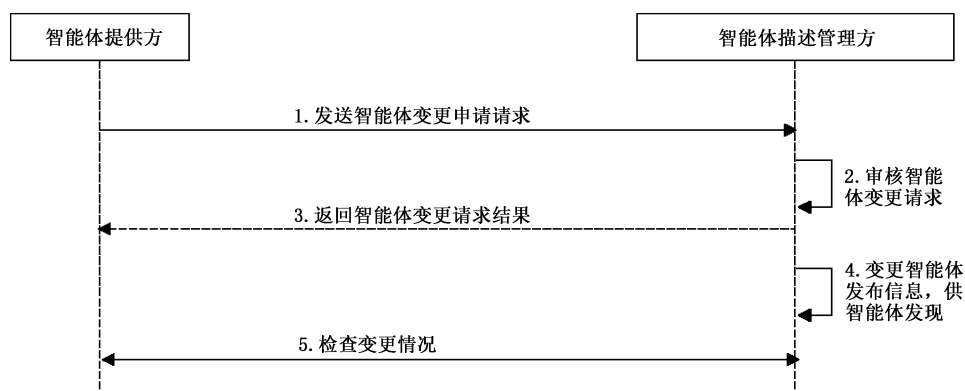 智能体提供方
智能体描述管理方
1.发送智能体变更申请请求
2.审核智能
体变更请求
3.返回智能体变更请求结果
4.变更智能体
发布信息，供
智能体发现
5.检查变更情况